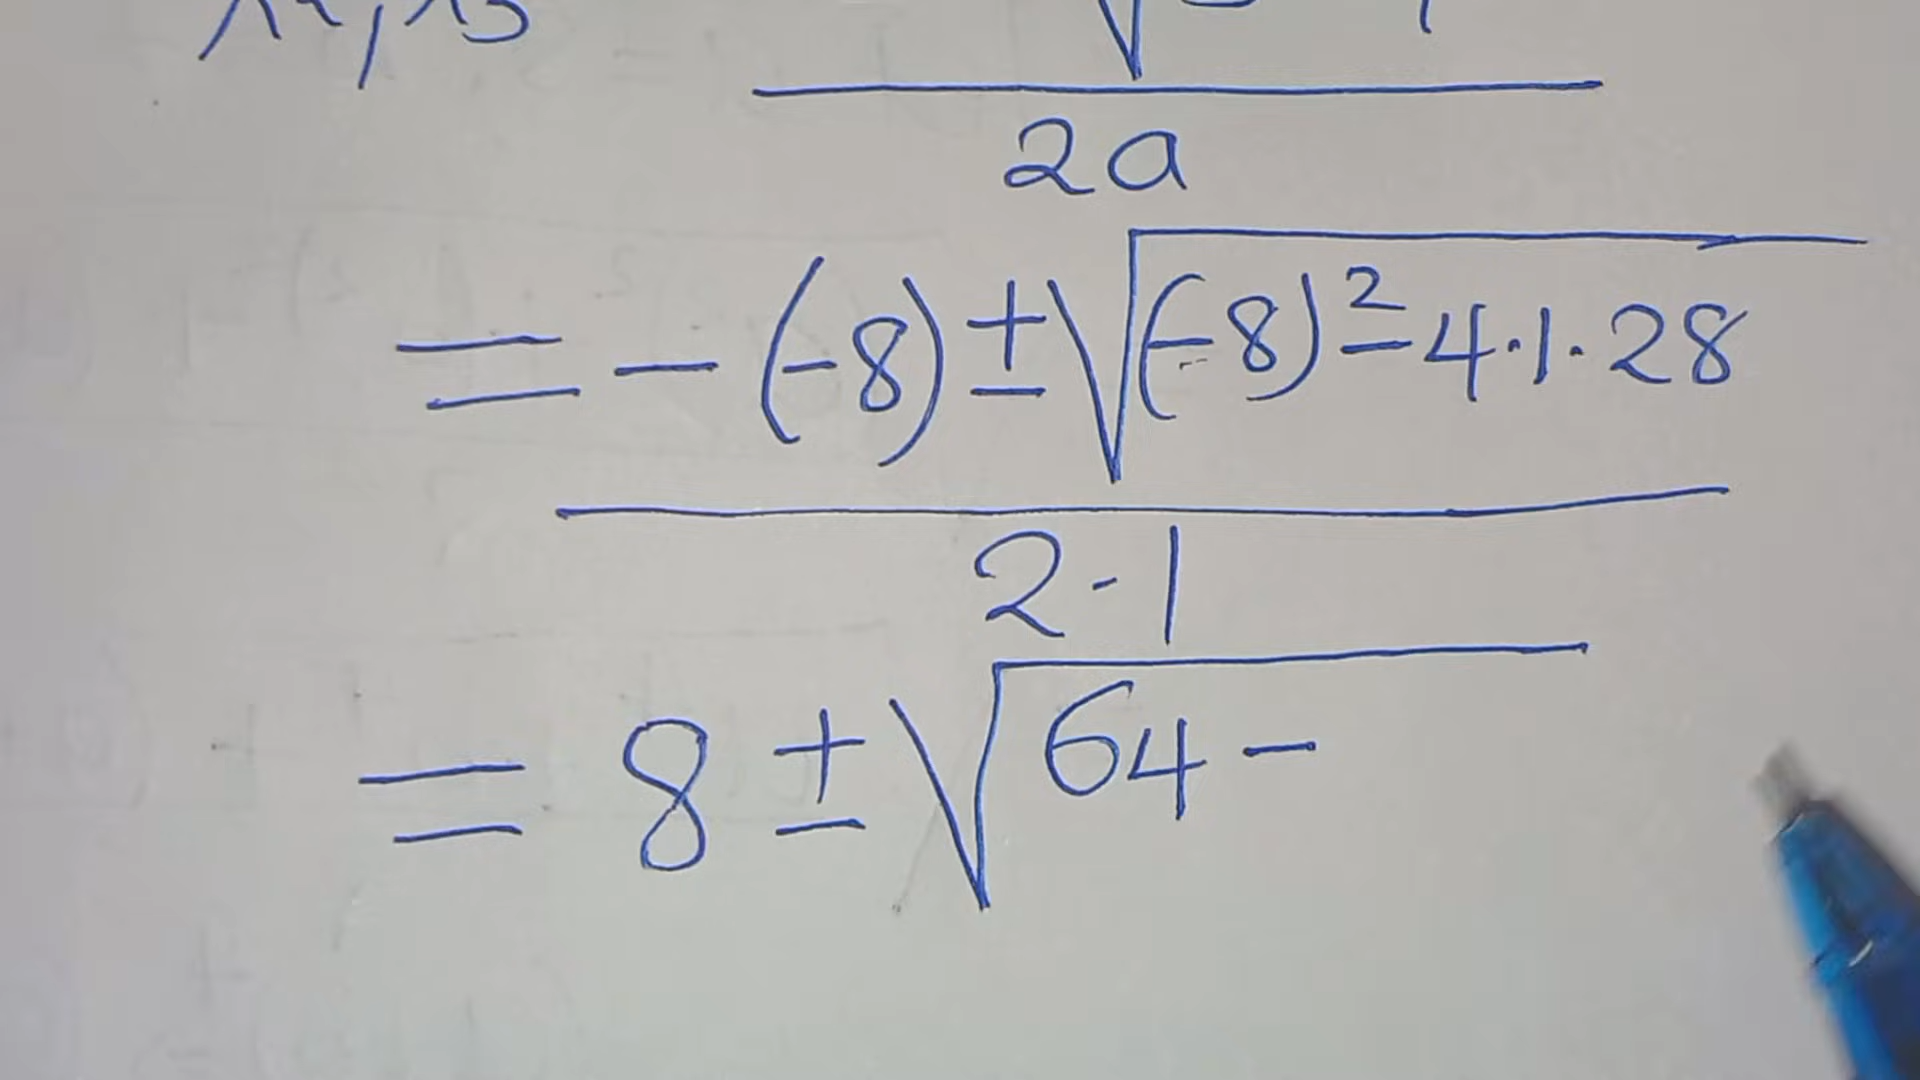 2a
= -(-8) ± √(-8)² - 4·1·28
2·1
= 8 ± √64 -